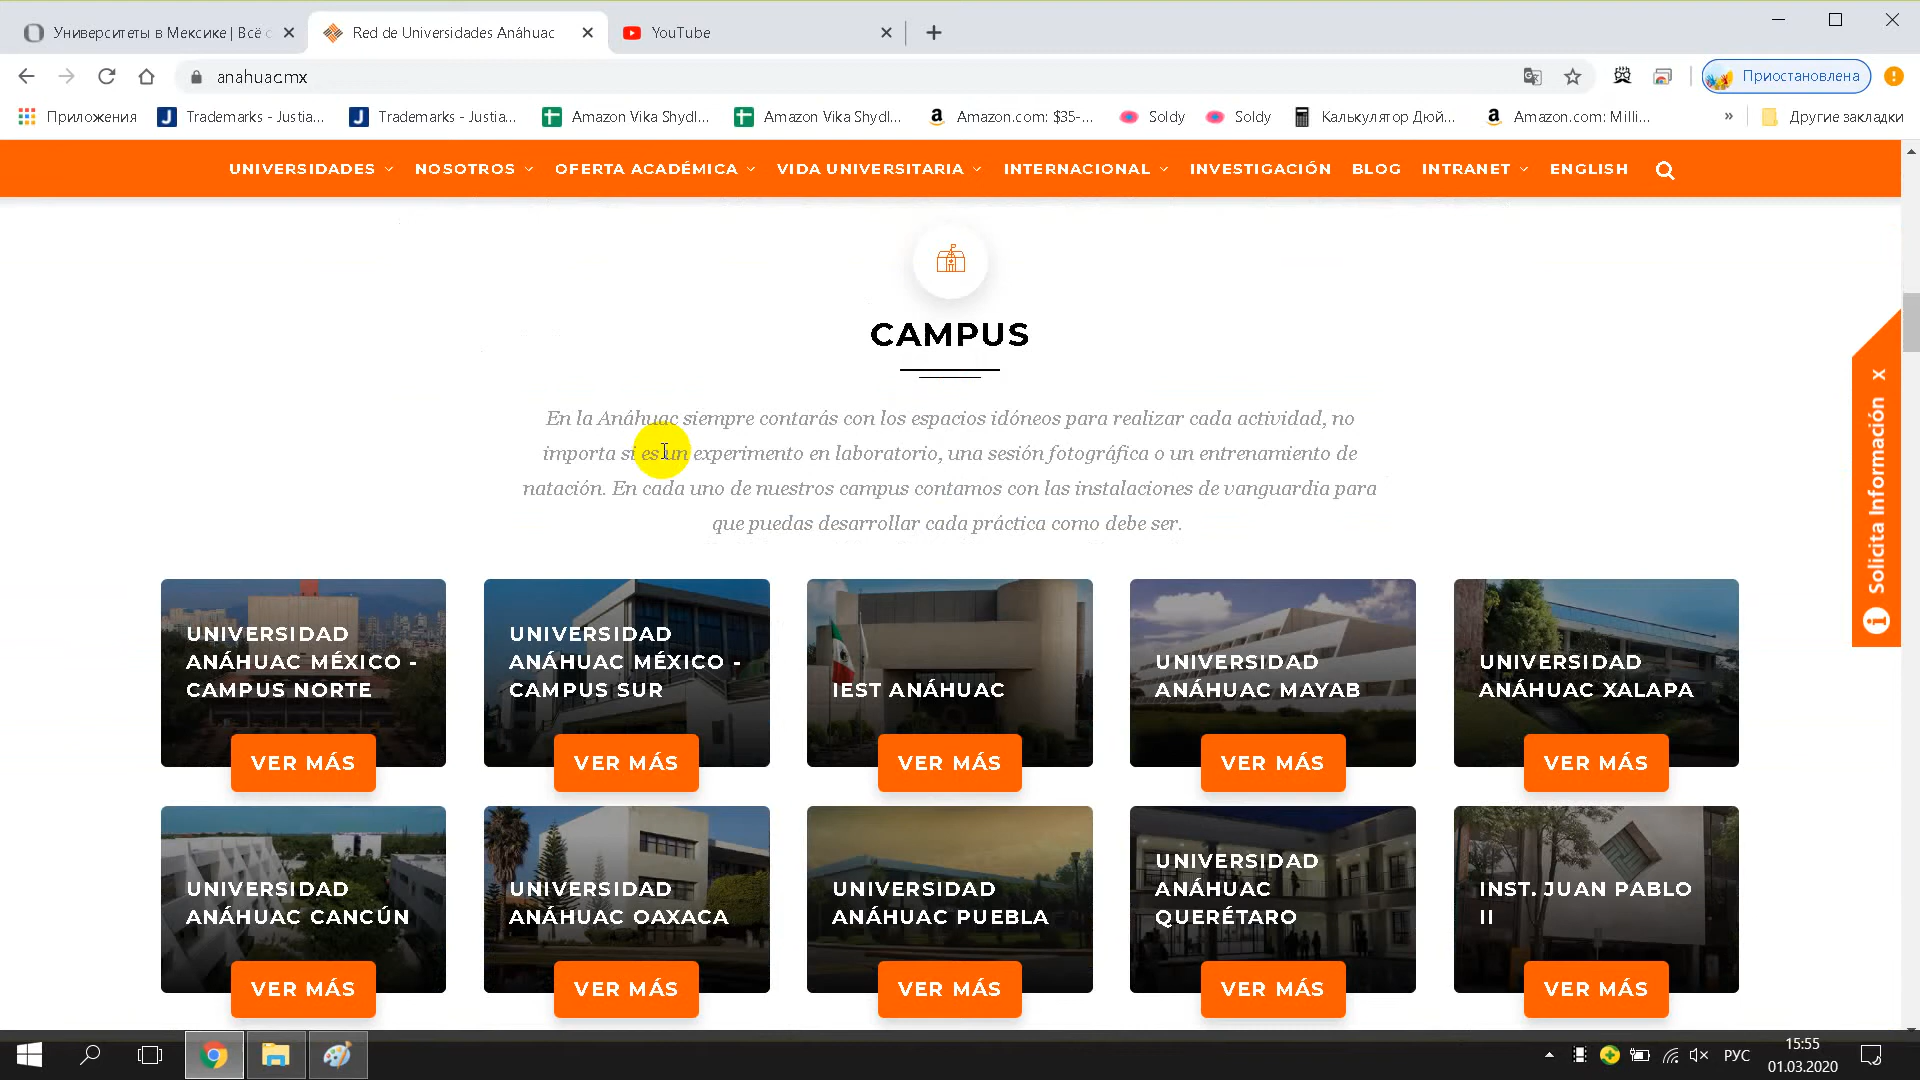 Университеты в Мексике | Всё с
Red de Universidades Anáhuac
YouTube
anahuac.mx
Приостановлена
Приложения
Trademarks - Justia...
Trademarks - Justia...
Amazon Vika Shydl...
Amazon Vika Shydl...
Amazon.com: $35-...
Soldy
Soldy
Калькулятор Дюй...
Amazon.com: Milli...
»
Другие закладки
UNIVERSIDADES
NOSOTROS
OFERTA ACADÉMICA
VIDA UNIVERSITARIA
INTERNACIONAL
INVESTIGACIÓN
BLOG
INTRANET
ENGLISH
CAMPUS
En la Anáhuac siempre contarás con los espacios idóneos para realizar cada actividad, no
importa si es un experimento en laboratorio, una sesión fotográfica o un entrenamiento de
natación. En cada uno de nuestros campus contamos con las instalaciones de vanguardia para
que puedas desarrollar cada práctica como debe ser.
Solicita Información x
UNIVERSIDAD
ANÁHUAC MÉXICO -
CAMPUS NORTE
VER MÁS
UNIVERSIDAD
ANÁHUAC MÉXICO -
CAMPUS SUR
VER MÁS
IEST ANÁHUAC
VER MÁS
UNIVERSIDAD
ANÁHUAC MAYAB
VER MÁS
UNIVERSIDAD
ANÁHUAC XALAPA
VER MÁS
UNIVERSIDAD
ANÁHUAC CANCÚN
VER MÁS
UNIVERSIDAD
ANÁHUAC OAXACA
VER MÁS
UNIVERSIDAD
ANÁHUAC PUEBLA
VER MÁS
UNIVERSIDAD
ANÁHUAC
QUERÉTARO
VER MÁS
INST. JUAN PABLO
II
VER MÁS
РУС
15:55
01.03.2020